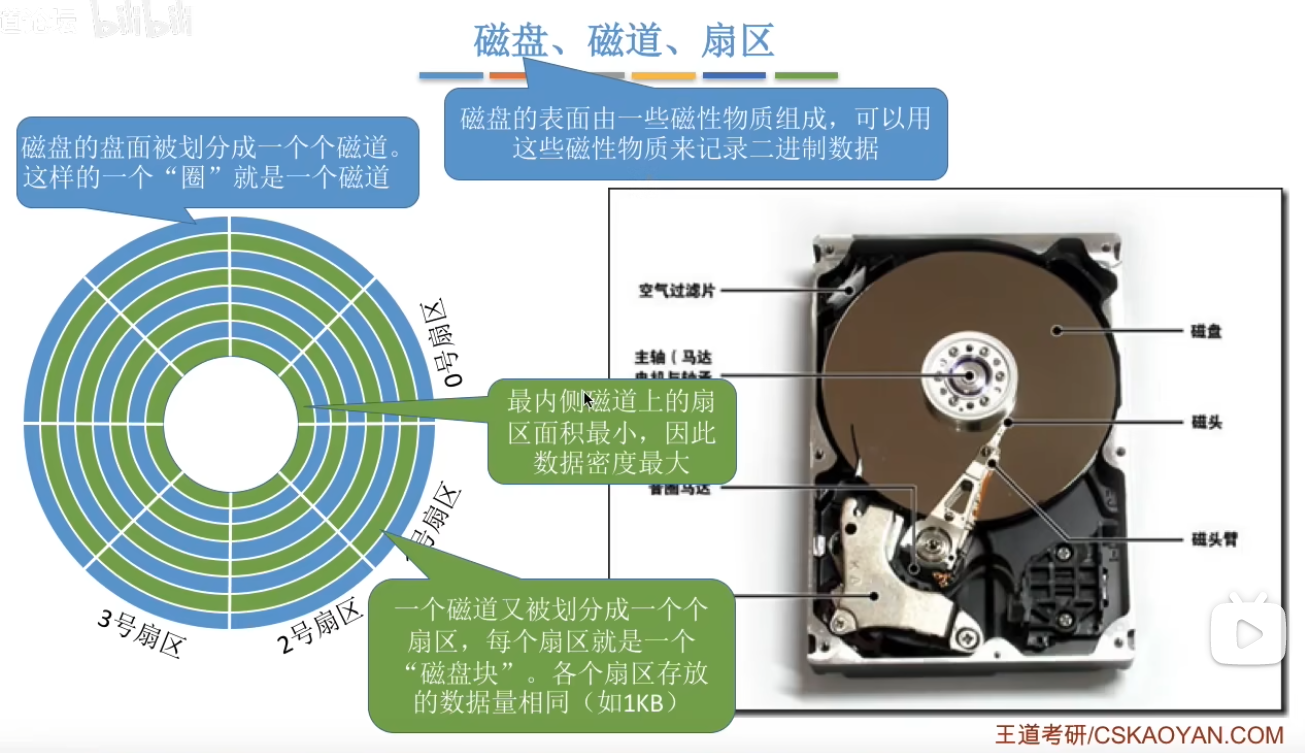 bilibili
磁盘、磁道、扇区
磁盘的表面由一些磁性物质组成，可以用
这些磁性物质来记录二进制数据
磁盘的盘面被划分成一个个磁道。
这样的一个“圈”就是一个磁道
0号扇区
号扇区
2号扇区
3号扇区
最内侧磁道上的扇
区面积最小，因此
数据密度最大
一个磁道又被划分成一个个
扇区，每个扇区就是一个
“磁盘块”。各个扇区存放
的数据量相同（如1KB）
空气过滤片
主轴（马达
电机与轴承
音圈马达
磁盘
磁头
磁头臂
王道考研/CSKAOYAN.COM